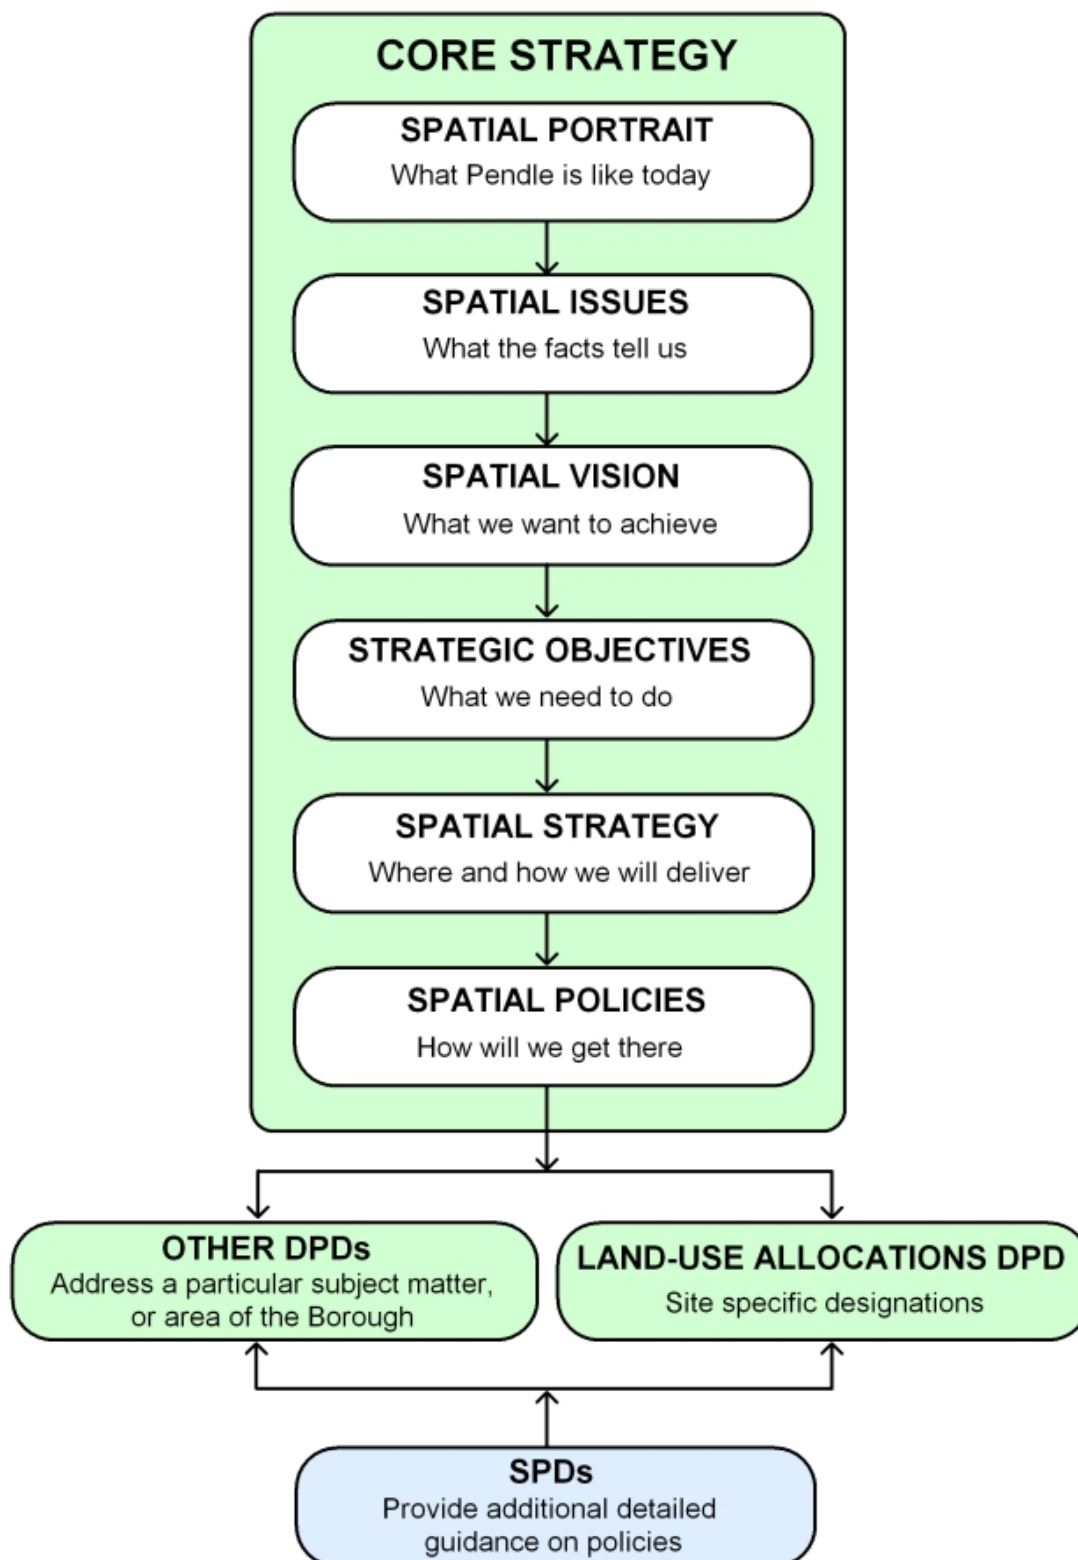 CORE STRATEGY
SPATIAL PORTRAIT
What Pendle is like today
SPATIAL ISSUES
What the facts tell us
SPATIAL VISION
What we want to achieve
STRATEGIC OBJECTIVES
What we need to do
SPATIAL STRATEGY
Where and how we will deliver
SPATIAL POLICIES
How will we get there
OTHER DPDs
Address a particular subject matter,
or area of the Borough
LAND-USE ALLOCATIONS DPD
Site specific designations
SPDs
Provide additional detailed
guidance on policies